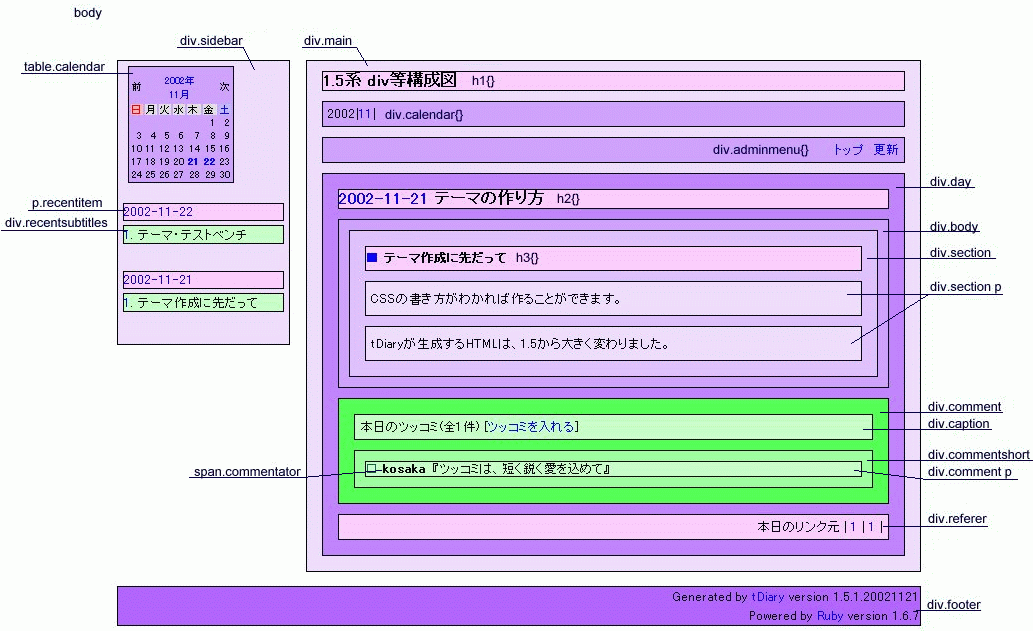 body
div.sidebar
div.main
table.calendar
前 2002年 11月 次
日 月 火 水 木 金 土
1 2
3 4 5 6 7 8 9
10 11 12 13 14 15 16
17 18 19 20 21 22 23
24 25 26 27 28 29 30
p.recentitem
2002-11-22
div.recentsubtitles
1. テーマ・テストベンチ
2002-11-21
1. テーマ作成に先だって
1.5系 div等構成図 h1{}
2002|11| div.calendar{}
div.adminmenu{} トップ 更新
div.day
2002-11-21 テーマの作り方 h2{}
div.body
div.section
■ テーマ作成に先だって h3{}
div.section p
CSSの書き方がわかれば作ることができます。
tDiaryが生成するHTMLは、1.5から大きく変わりました。
div.comment
div.caption
本日のツッコミ(全1件) [ツッコミを入れる]
div.commentshort
span.commentator
□ kosaka 『ツッコミは、短く鋭く愛を込めて』
div.comment p
div.referer
本日のリンク元 | 1 | 1 |
Generated by tDiary version 1.5.1.20021121
div.footer
Powered by Ruby version 1.6.7